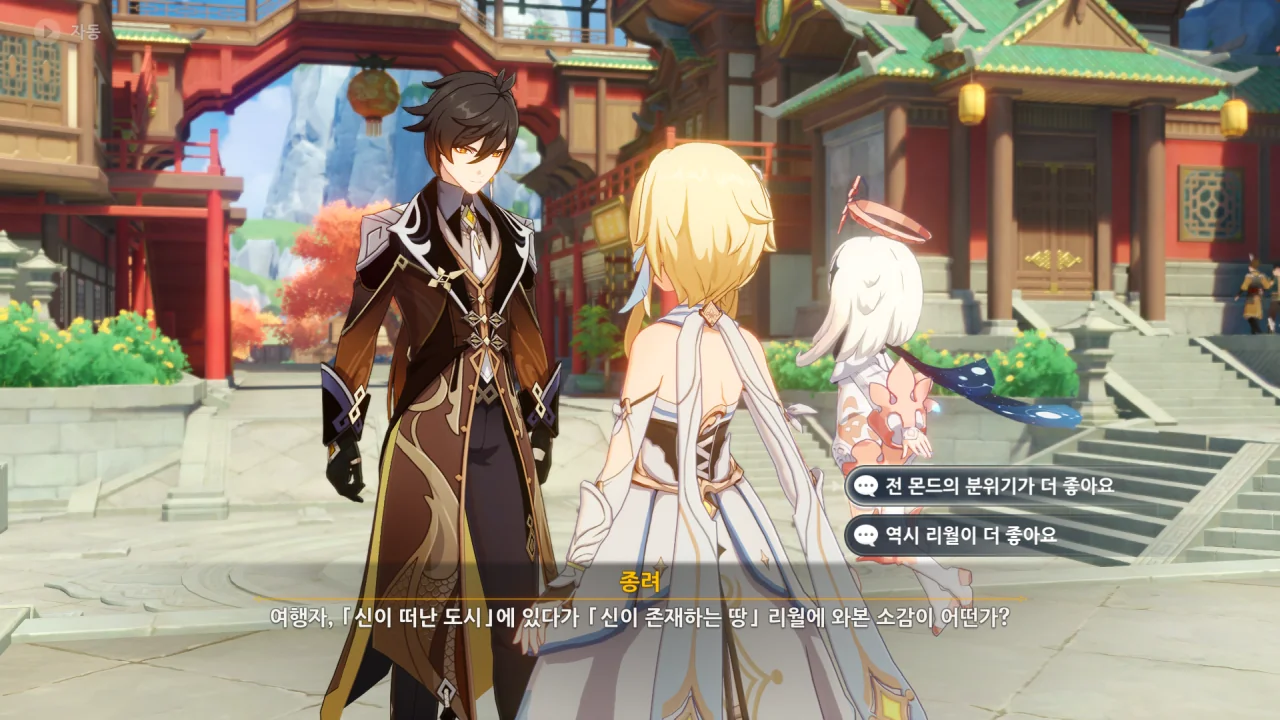 자동
전 몬드의 분위기가 더 좋아요
역시 리월이 더 좋아요
종려
여행자, 「신이 떠난 도시」에 있다가 「신이 존재하는 땅」 리월에 와본 소감이 어떤가?